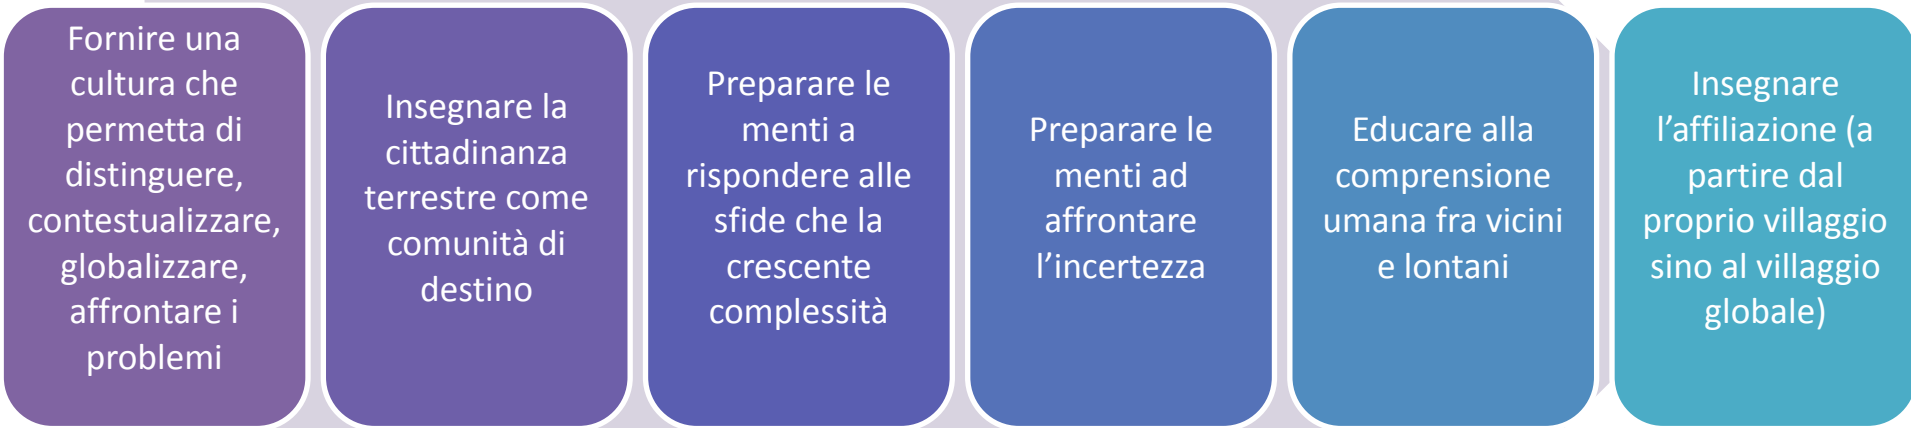 Fornire una
cultura che
permetta di
distinguere,
contestualizzare,
globalizzare,
affrontare i
problemi
Insegnare la
cittadinanza
terrestre come
comunità di
destino
Preparare le
menti a
rispondere alle
sfide che la
crescente
complessità
Preparare le
menti ad
affrontare
l’incertezza
Educare alla
comprensione
umana fra vicini
e lontani
Insegnare
l’affiliazione (a
partire dal
proprio villaggio
sino al villaggio
globale)